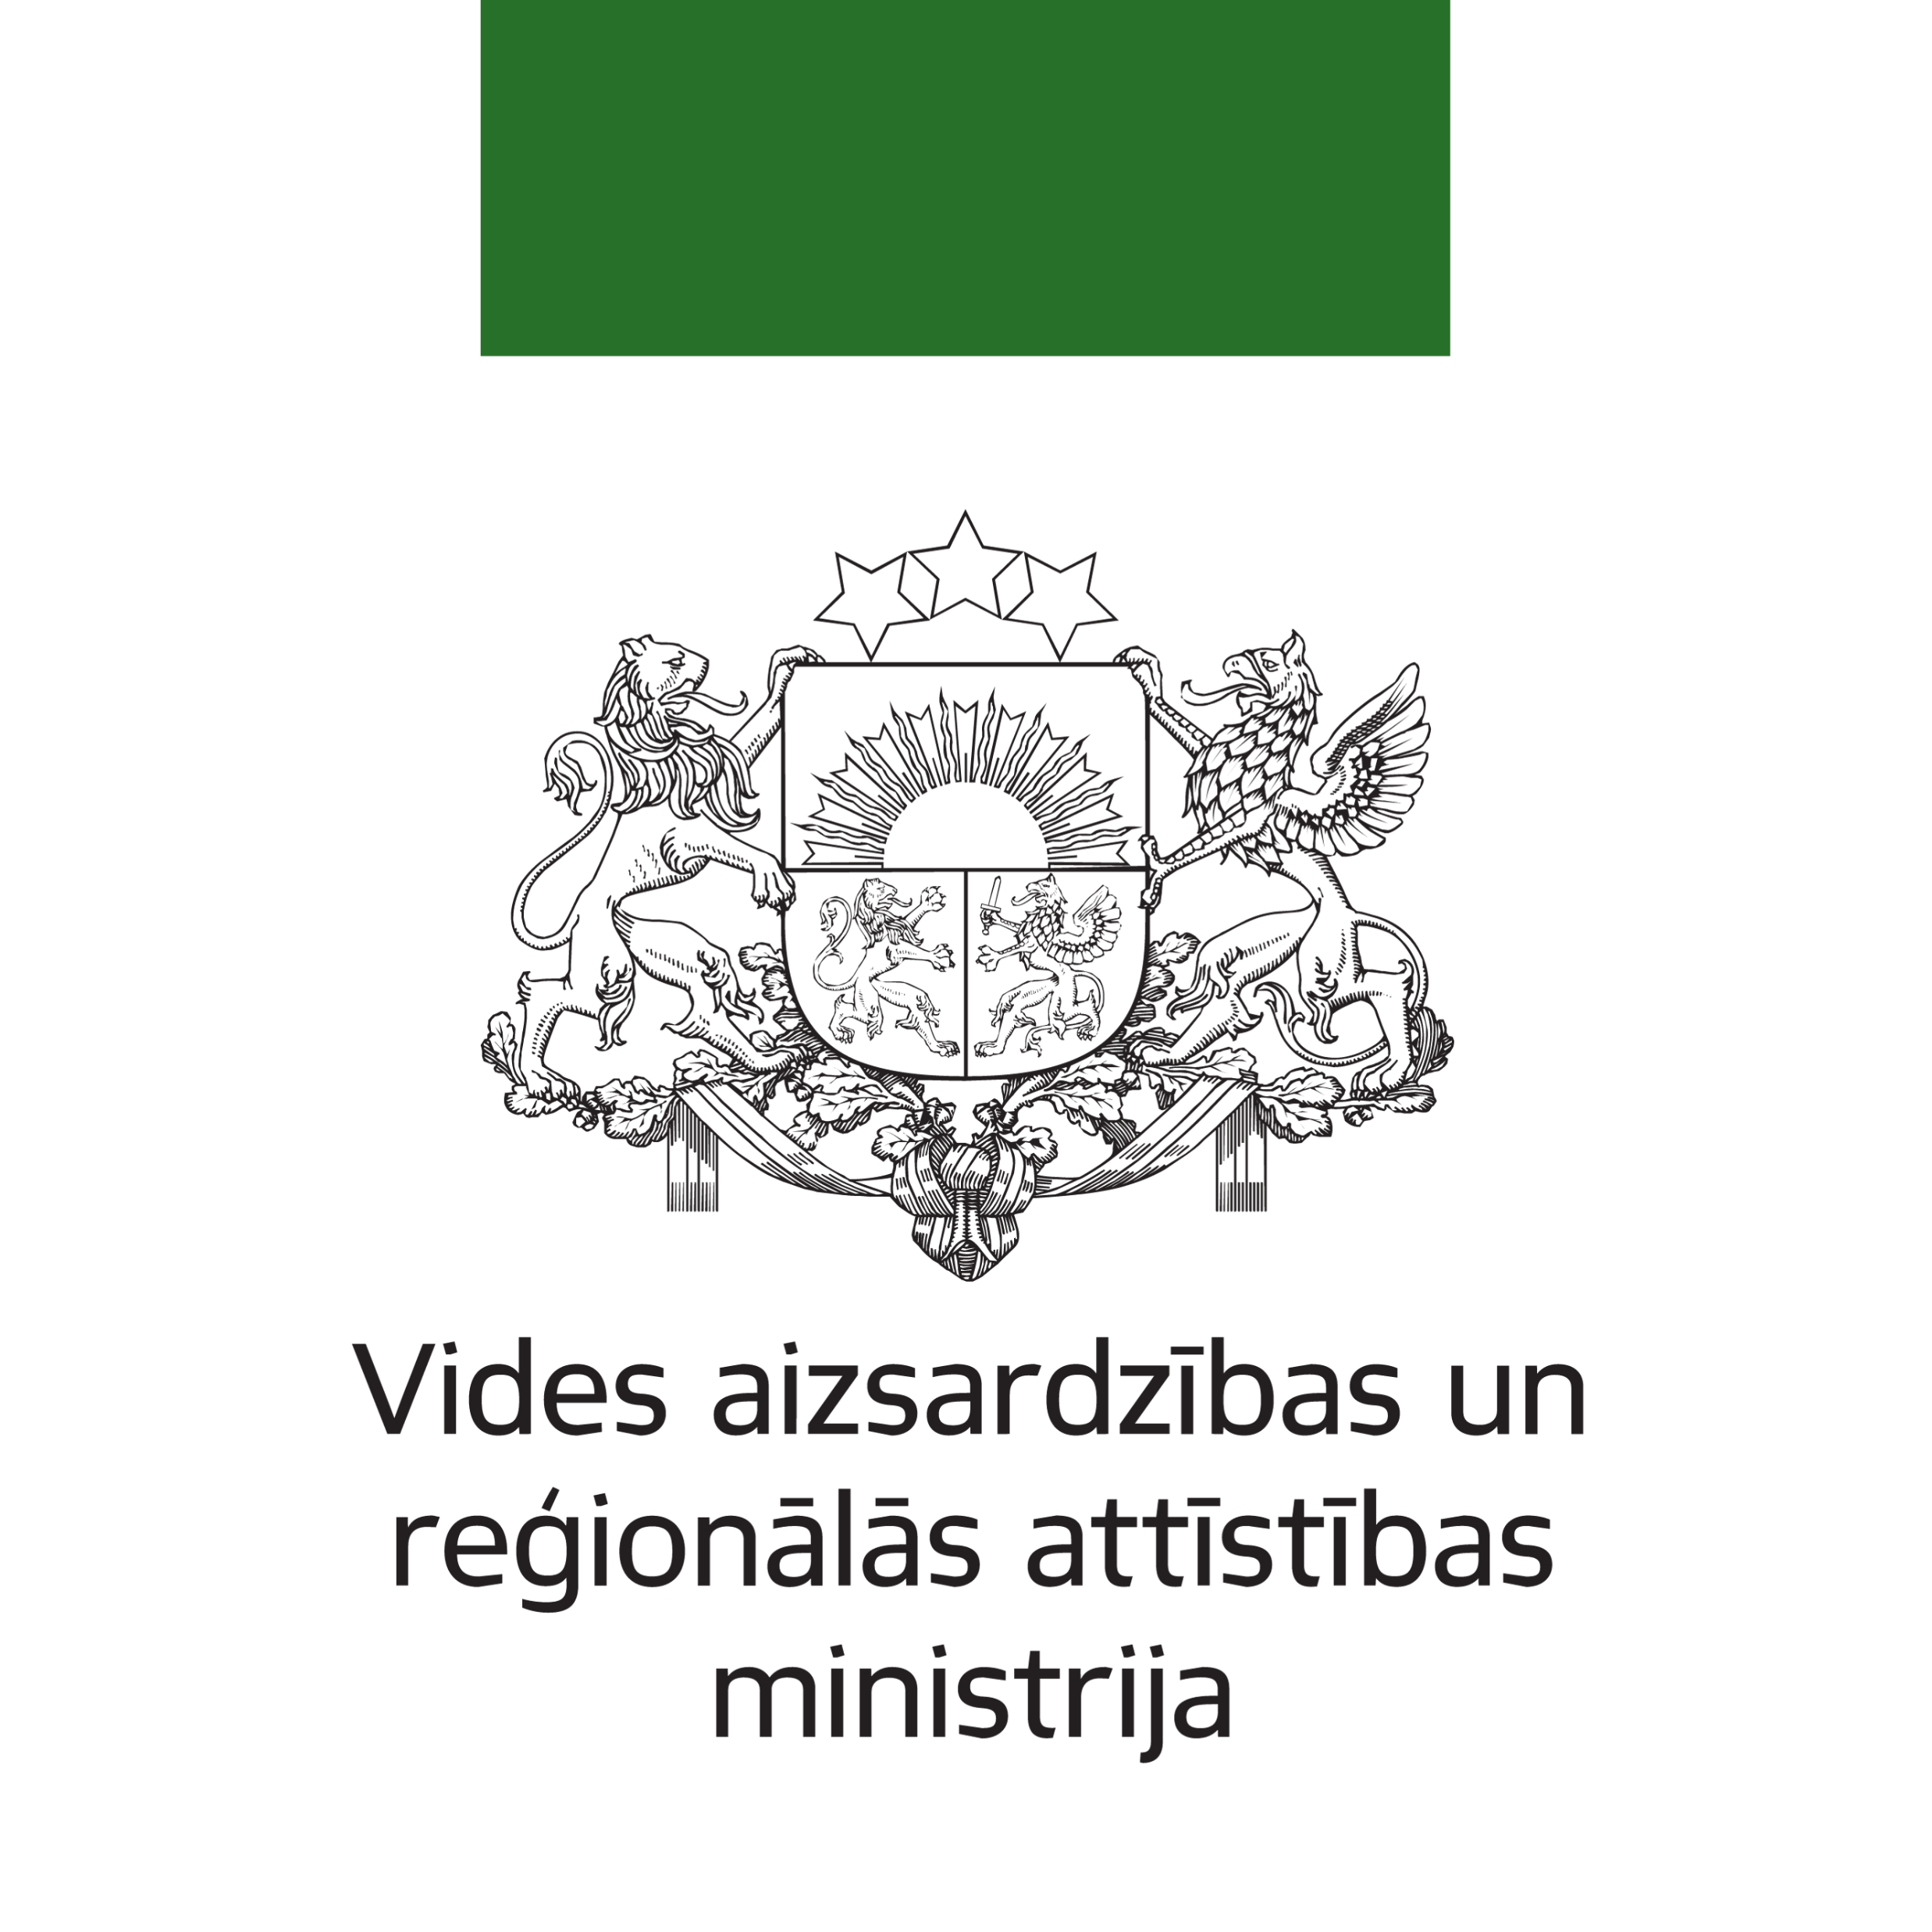 Vides aizsardzības un
reģionālās attīstības
ministrija